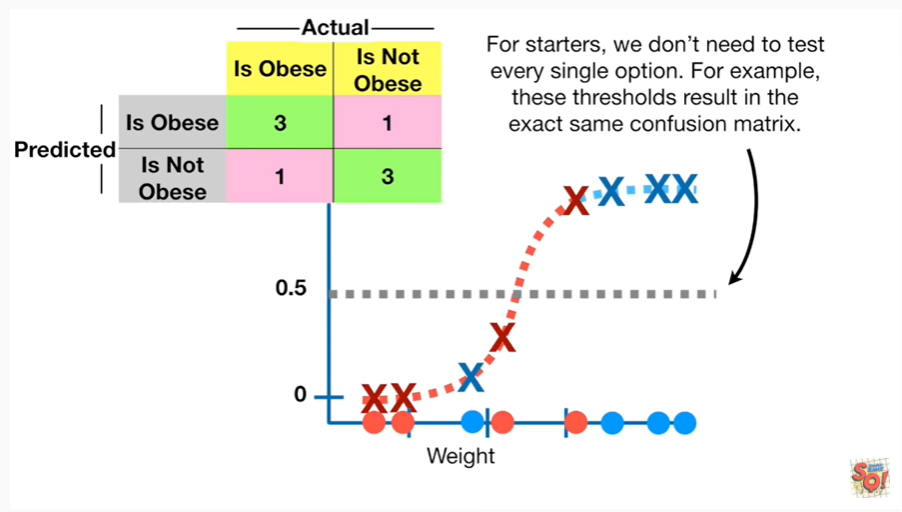 Actual
Is Obese
Is Not
Obese
Predicted
Is Obese
3
1
Is Not
Obese
1
3
For starters, we don’t need to test
every single option. For example,
these thresholds result in the
exact same confusion matrix.
X X X X X X X X
0.5
0
Weight
SQ!